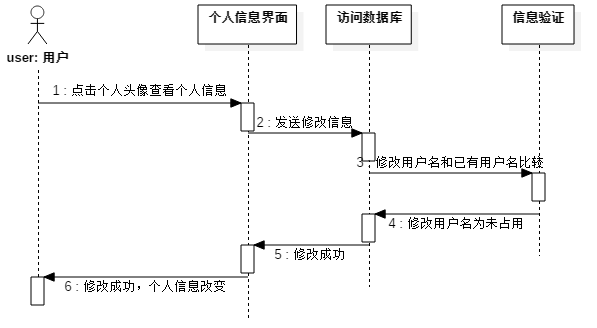 个人信息界面
访问数据库
信息验证
user: 用户
1 : 点击个人头像查看个人信息
2 : 发送修改信息
3 : 修改用户名和已有用户名比较
4 : 修改用户名为未占用
5 : 修改成功
6 : 修改成功，个人信息改变